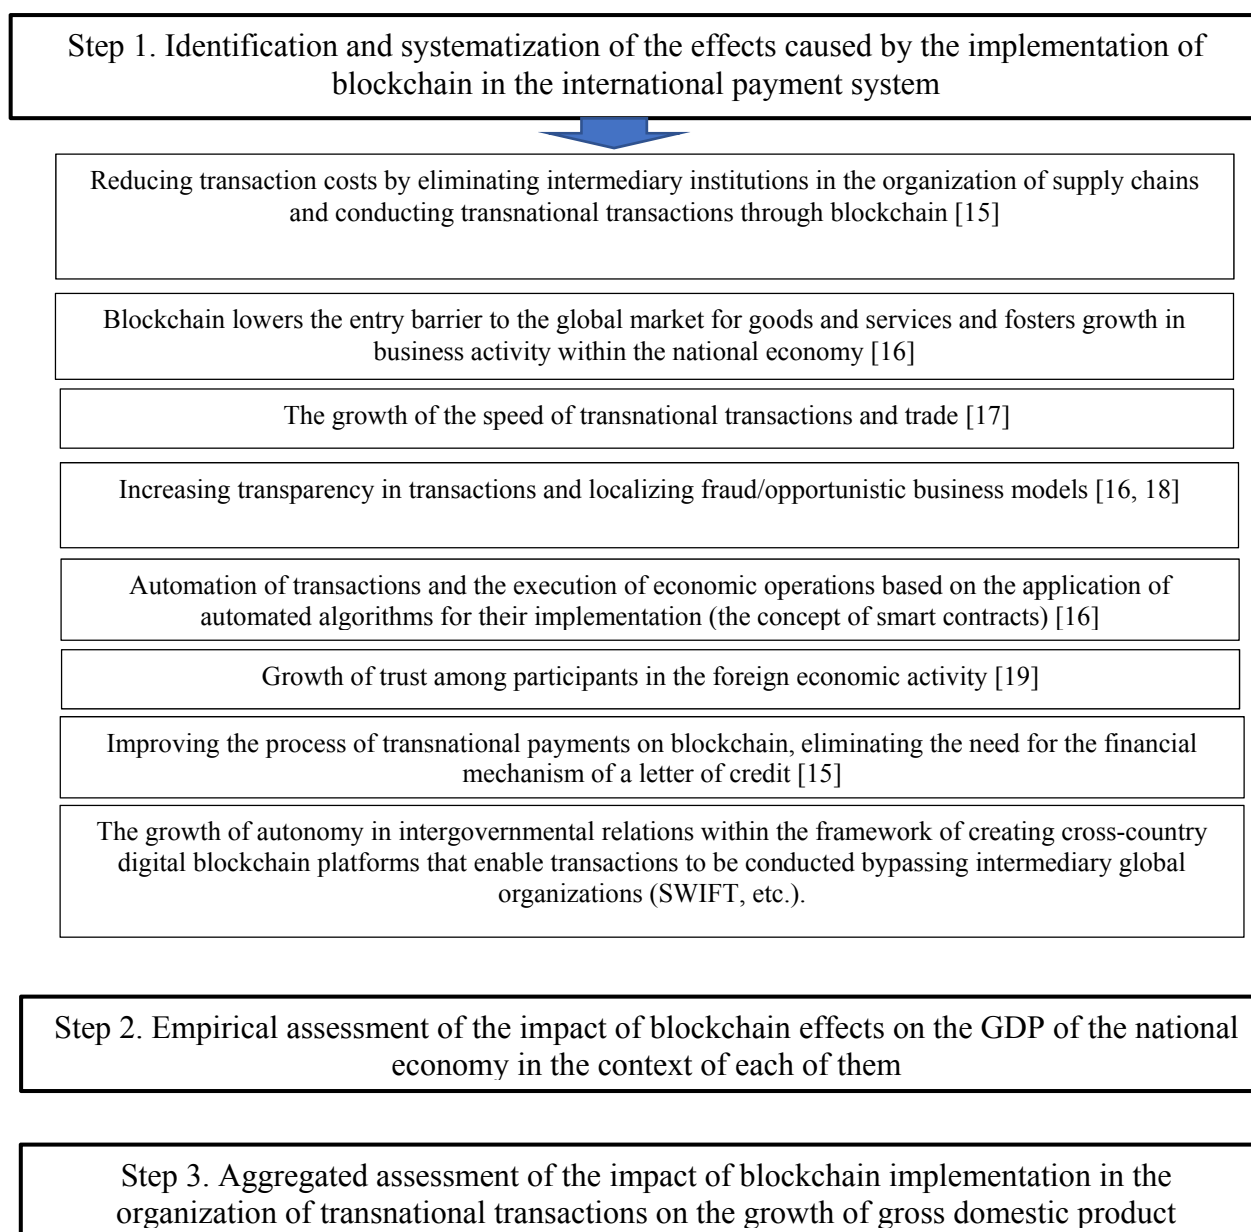 Step 1. Identification and systematization of the effects caused by the implementation of
blockchain in the international payment system
Reducing transaction costs by eliminating intermediary institutions in the organization of supply chains
and conducting transnational transactions through blockchain [15]
Blockchain lowers the entry barrier to the global market for goods and services and fosters growth in
business activity within the national economy [16]
The growth of the speed of transnational transactions and trade [17]
Increasing transparency in transactions and localizing fraud/opportunistic business models [16, 18]
Automation of transactions and the execution of economic operations based on the application of
automated algorithms for their implementation (the concept of smart contracts) [16]
Growth of trust among participants in the foreign economic activity [19]
Improving the process of transnational payments on blockchain, eliminating the need for the financial
mechanism of a letter of credit [15]
The growth of autonomy in intergovernmental relations within the framework of creating cross-country
digital blockchain platforms that enable transactions to be conducted bypassing intermediary global
organizations (SWIFT, etc.).
Step 2. Empirical assessment of the impact of blockchain effects on the GDP of the national
economy in the context of each of them
Step 3. Aggregated assessment of the impact of blockchain implementation in the
organization of transnational transactions on the growth of gross domestic product